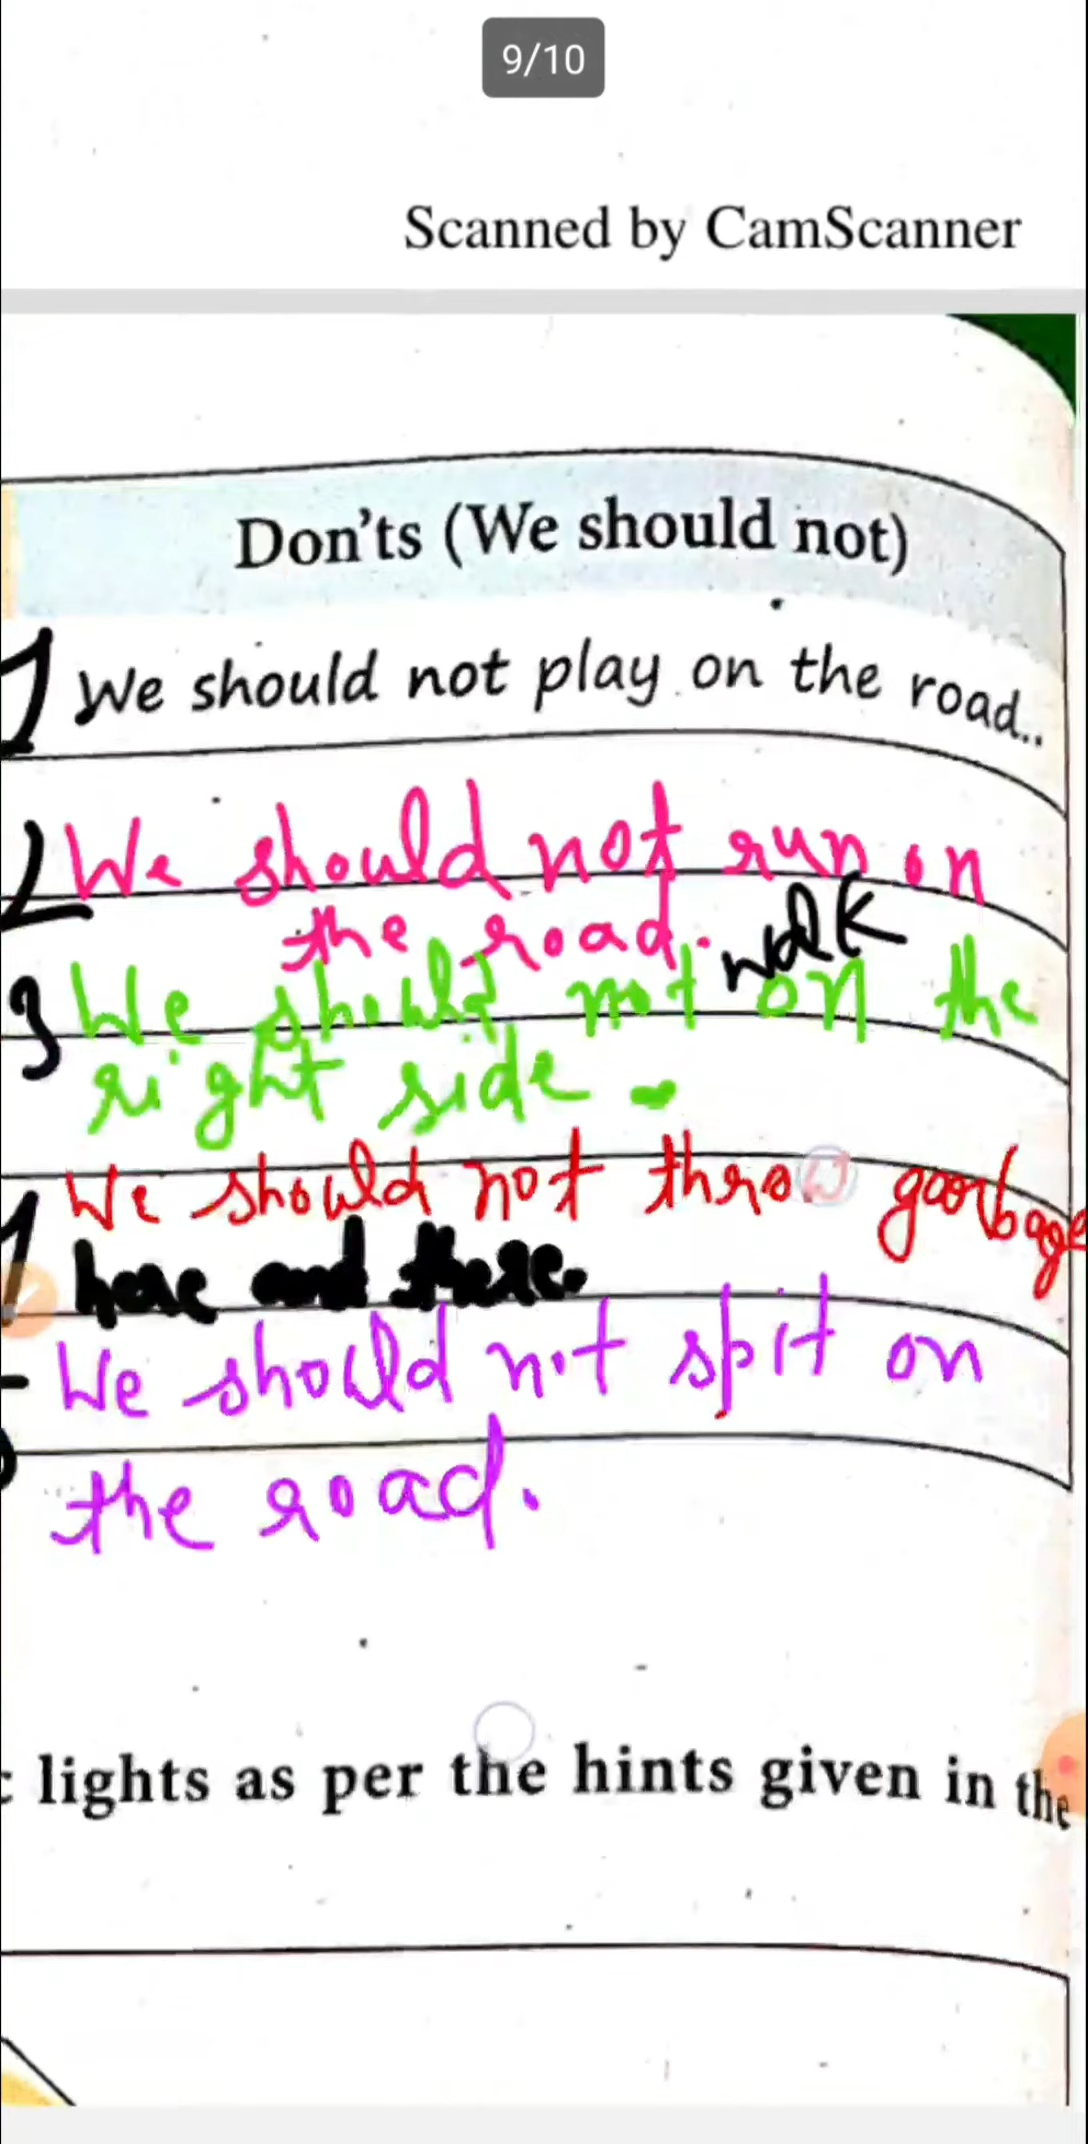 9/10
Scanned by CamScanner
Don'ts (We should not)
1 We should not play on the road..
2 We should not run on
the road. walk
3 We should not on the
right side.
We should not throw garbage
here and there.
We should not spit on
the road.
lights as per the hints given in the